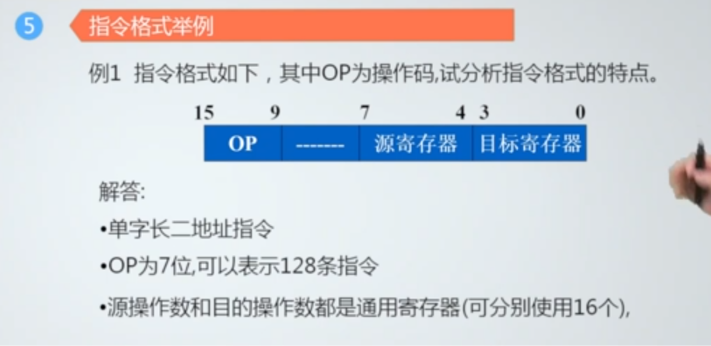 5 指令格式举例
例1 指令格式如下，其中OP为操作码,试分析指令格式的特点。
15 9 7 4 3 0
OP ------- 源寄存器 目标寄存器
解答:
•单字长二地址指令
•OP为7位,可以表示128条指令
•源操作数和目的操作数都是通用寄存器(可分别使用16个),